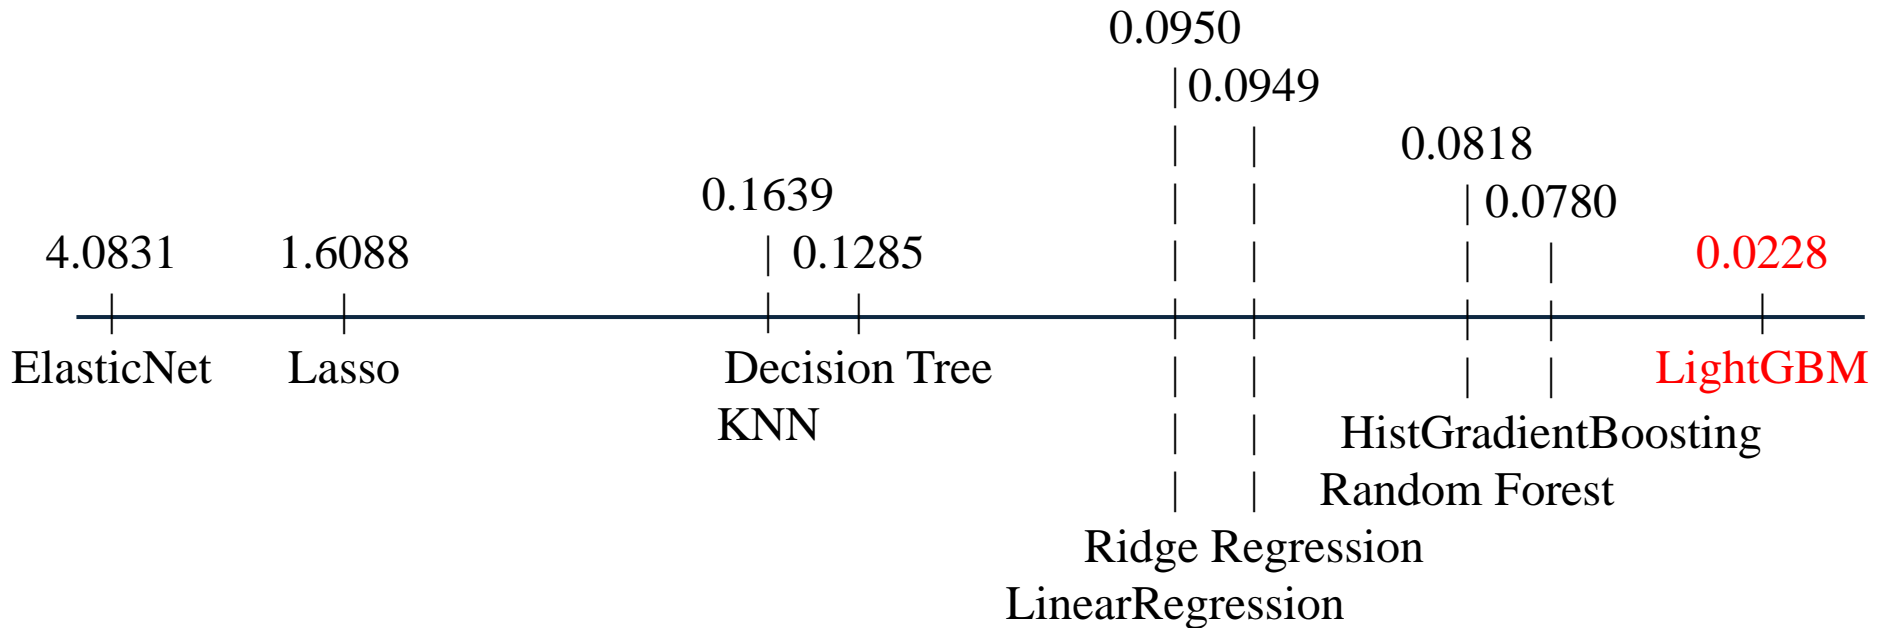 0.0950
0.0949
0.0818
0.1639
0.0780
4.0831
1.6088
0.1285
0.0228
ElasticNet
Lasso
Decision Tree
LightGBM
KNN
HistGradientBoosting
Random Forest
Ridge Regression
LinearRegression